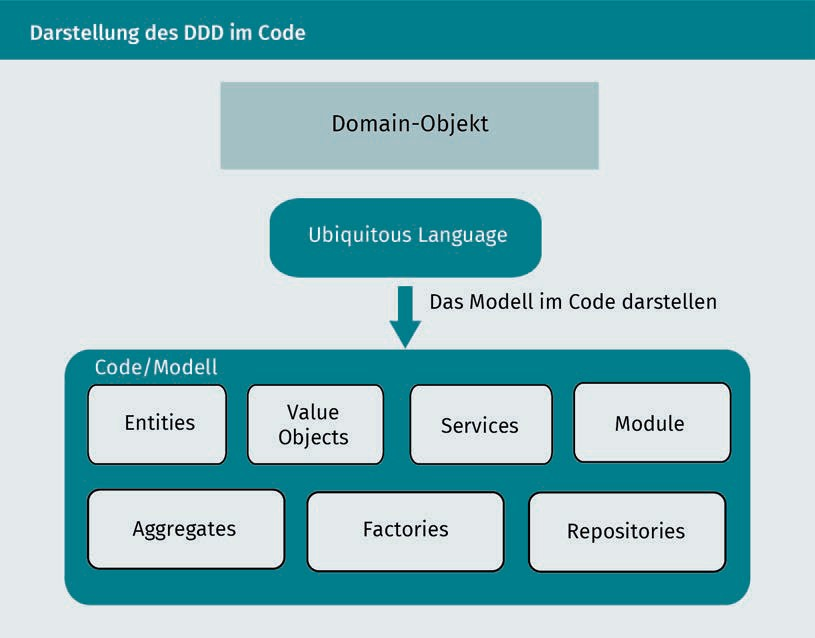 Darstellung des DDD im Code
Domain-Objekt
Ubiquitous Language
Das Modell im Code darstellen
Code/Modell
Entities
Value
Objects
Services
Module
Aggregates
Factories
Repositories